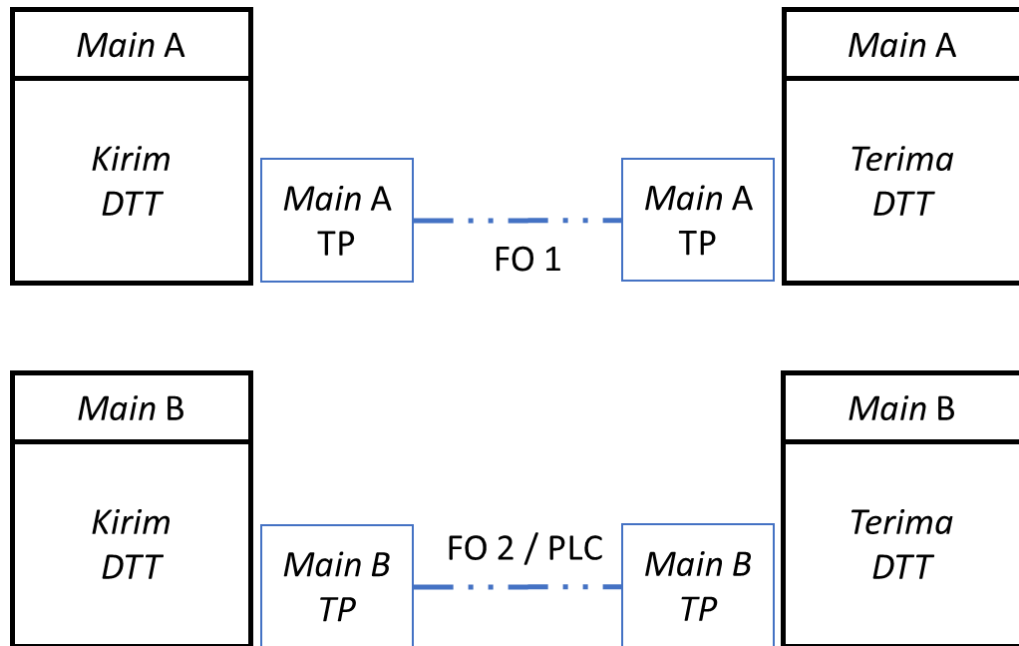 Main A
Main A
Kirim
DTT
Terima
DTT
Main A
TP
Main A
TP
FO 1
Main B
Main B
Kirim
DTT
Terima
DTT
FO 2 / PLC
Main B
TP
Main B
TP